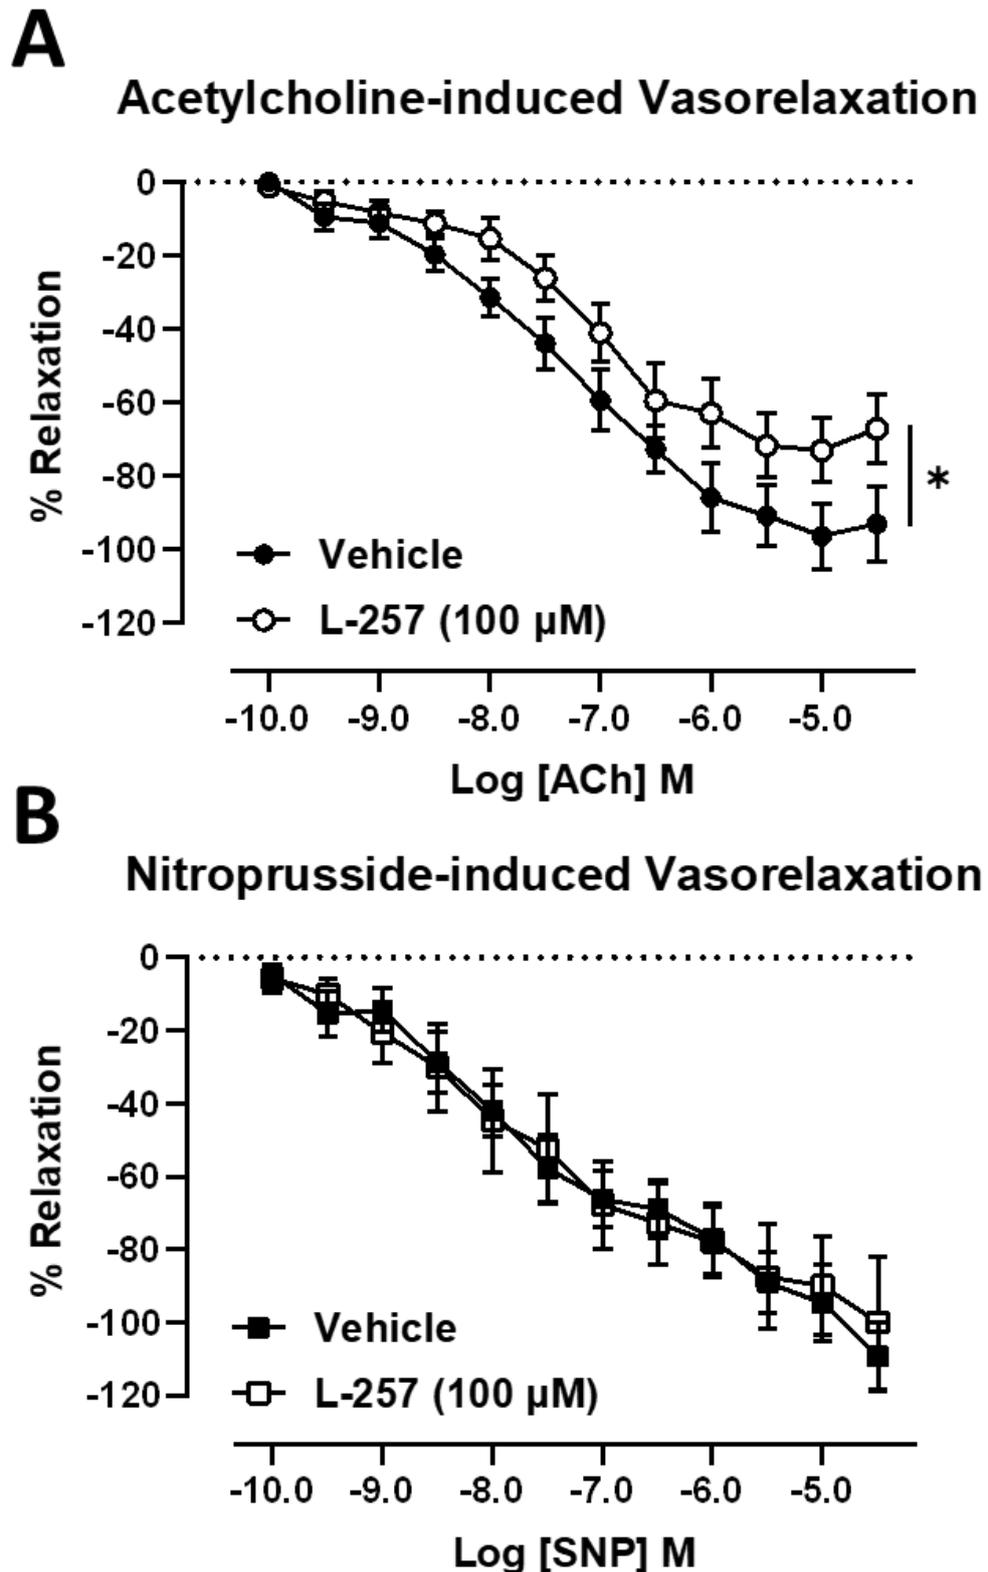 A
Acetylcholine-induced Vasorelaxation
0
-20
-40
-60
-80
-100
-120
% Relaxation
*
Vehicle
L-257 (100 µM)
-10.0 -9.0 -8.0 -7.0 -6.0 -5.0
Log [ACh] M
B
Nitroprusside-induced Vasorelaxation
0
-20
-40
-60
-80
-100
-120
% Relaxation
Vehicle
L-257 (100 µM)
-10.0 -9.0 -8.0 -7.0 -6.0 -5.0
Log [SNP] M